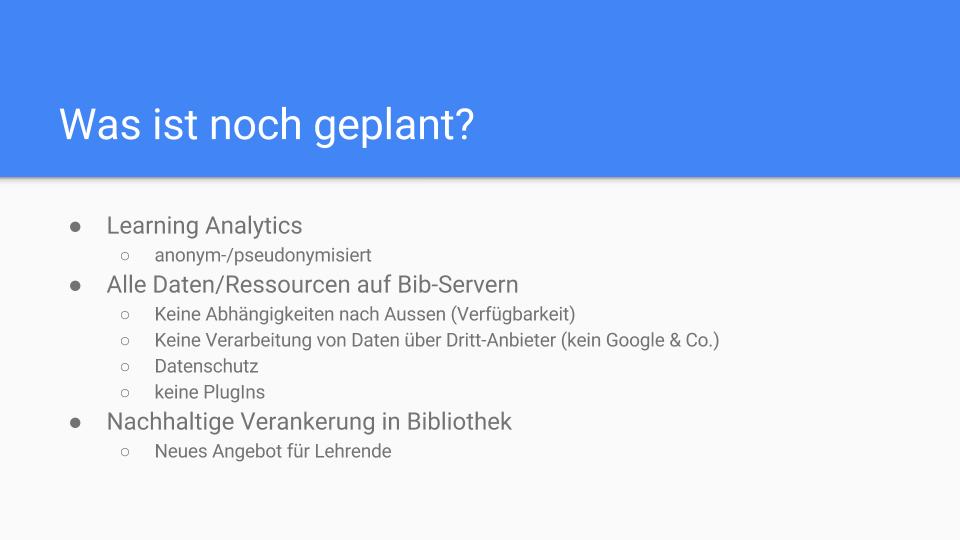 Was ist noch geplant?
● Learning Analytics
○ anonym-/pseudonymisiert
● Alle Daten/Ressourcen auf Bib-Servern
○ Keine Abhängigkeiten nach Aussen (Verfügbarkeit)
○ Keine Verarbeitung von Daten über Dritt-Anbieter (kein Google & Co.)
○ Datenschutz
○ keine PlugIns
● Nachhaltige Verankerung in Bibliothek
○ Neues Angebot für Lehrende